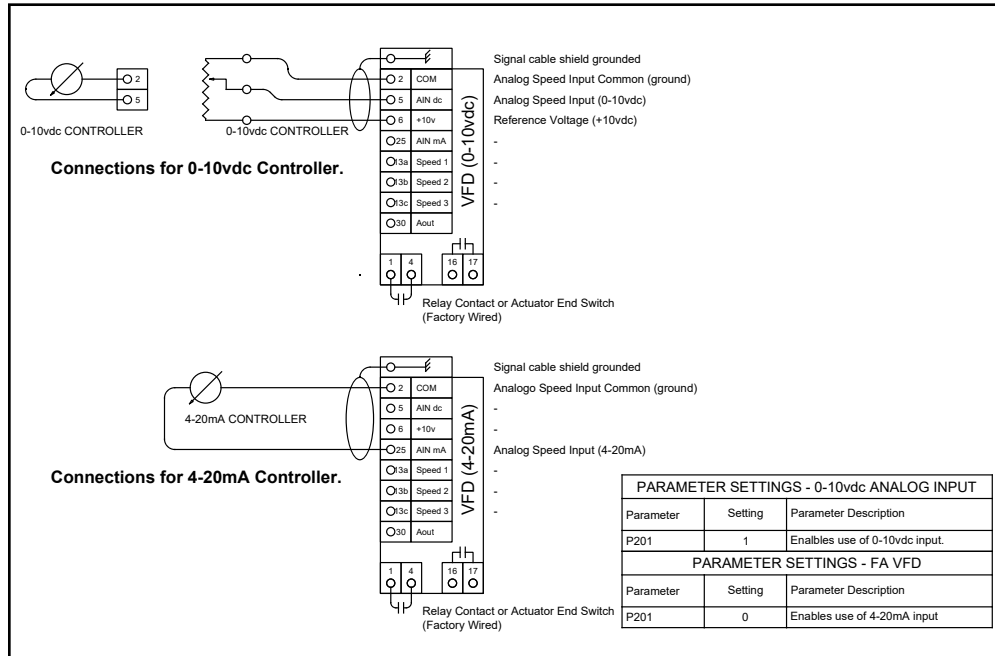 Signal cable shield grounded
2 COM Analog Speed Input Common (ground)
5 AIN dc Analog Speed Input (0-10vdc)
6 +10v Reference Voltage (+10vdc)
25 AIN mA -
13a Speed 1 -
13b Speed 2 -
13c Speed 3 -
30 Aout
VFD (0-10vdc)
2
5
0-10vdc CONTROLLER
0-10vdc CONTROLLER
Connections for 0-10vdc Controller.
1 4 16 17
Relay Contact or Actuator End Switch
(Factory Wired)
Signal cable shield grounded
2 COM Analogo Speed Input Common (ground)
5 AIN dc -
6 +10v -
25 AIN mA Analog Speed Input (4-20mA)
13a Speed 1 -
13b Speed 2 -
13c Speed 3 -
30 Aout
VFD (4-20mA)
4-20mA CONTROLLER
Connections for 4-20mA Controller.
1 4 16 17
Relay Contact or Actuator End Switch
(Factory Wired)
PARAMETER SETTINGS - 0-10vdc ANALOG INPUT
Parameter Setting Parameter Description
P201 1 Enalbles use of 0-10vdc input.
PARAMETER SETTINGS - FA VFD
Parameter Setting Parameter Description
P201 0 Enables use of 4-20mA input